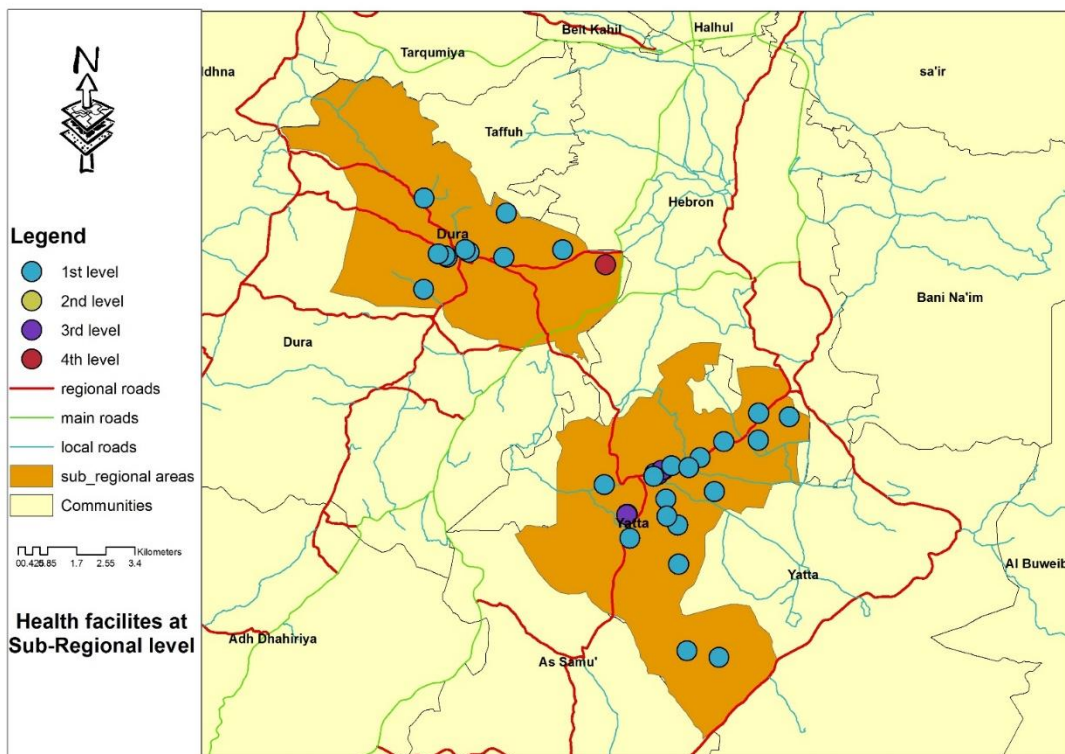 N
Legend
1st level
2nd level
3rd level
4th level
regional roads
main roads
local roads
sub_regional areas
Communities
Kilometers
1.7 2.55 3.4
Health facilites at
Sub-Regional level
Beit Kahil
Halhul
Tarqumiya
Idhna
sa'ir
Taffuh
Hebron
Dura
Bani Na'im
Dura
Yatta
Al Buweib
Yatta
Adh Dhahiriya
As Samu'